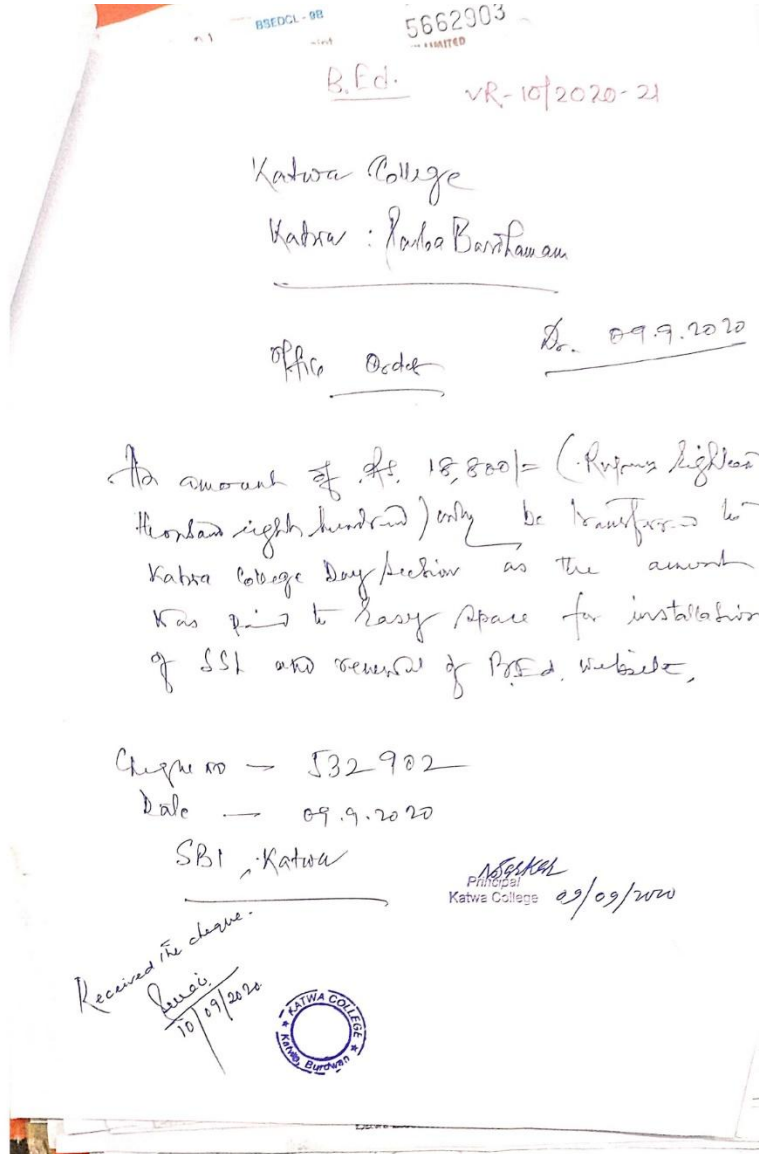 BSEDCL - 9B
5662903
LIMITED
B.Ed.
VR-10/2020-21
Katwa College
Katwa : Purba Bardhaman
Office Order
Dt. 09.9.2020
An amount of Rs. 18,800/= (Rupees Eighteen
thousand eight hundred) only be transferred to
Katwa College Day Section as the amount
was paid to Easy space for installation
of SSL and renewal of B.Ed. website.
Cheque no — 532902
Date — 09.9.2020
SBI, Katwa
Principal
Katwa College 09/09/2020
Received the cheque.
10/09/2020
KATWA COLLEGE
Katwa, Burdwan